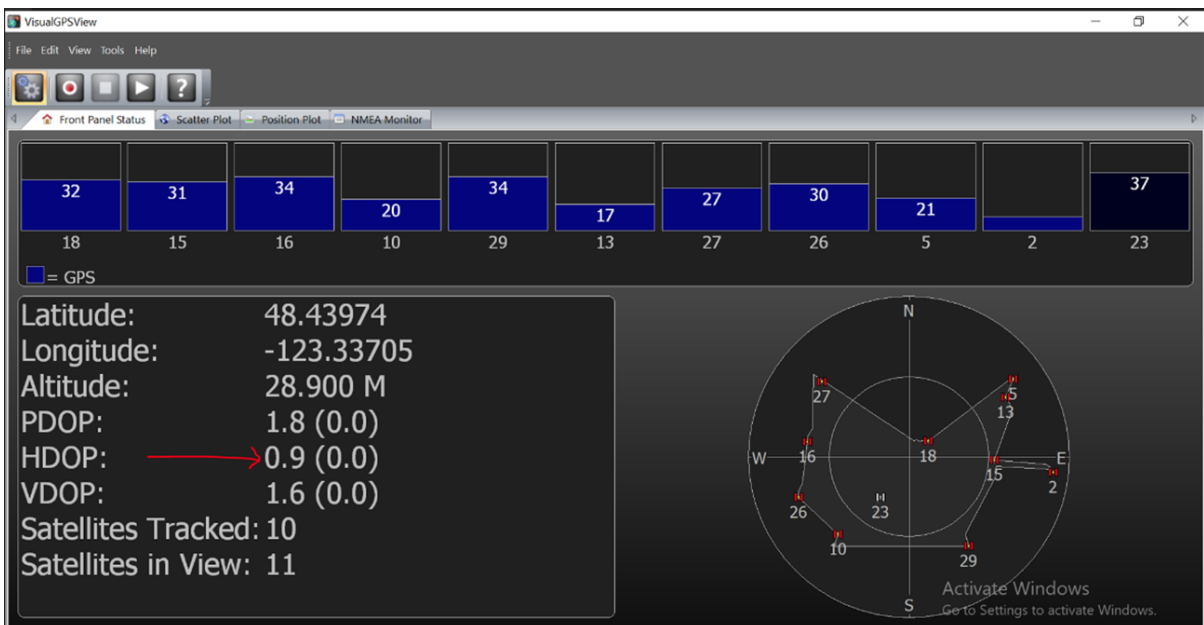 VisualGPSView
File Edit View Tools Help
Front Panel Status Scatter Plot Position Plot NMEA Monitor
32 31 34 20 34 17 27 30 21 37
18 15 16 10 29 13 27 26 5 2 23
= GPS
Latitude: 48.43974
Longitude: -123.33705
Altitude: 28.900 M
PDOP: 1.8 (0.0)
HDOP: 0.9 (0.0)
VDOP: 1.6 (0.0)
Satellites Tracked: 10
Satellites in View: 11
N
27 5
13
W 16 18 E
15 2
26 23
10 29
S
Activate Windows
Go to Settings to activate Windows.